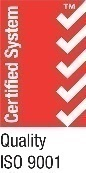 Certified System
TM
Quality
ISO 9001